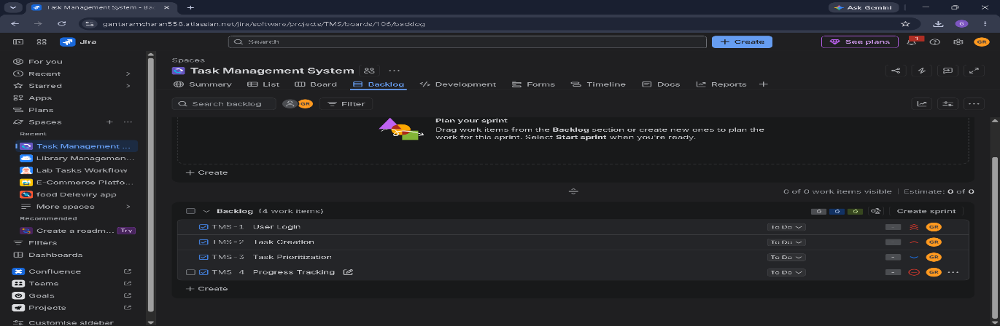 Task Management System - Bac
Ask Gemini
gantaramcharan558.atlassian.net/jira/software/projects/TMS/boards/106/backlog
G
Jira
Search
Create
See plans
1
GR
For you
Recent
Starred
Apps
Plans
Spaces
Recent
Task Management ...
Library Managemen...
Lab Tasks Workflow
E-Commerce Platfo...
food Deleviry app
More spaces
Recommended
Create a roadm... Try
Filters
Dashboards
Confluence
Teams
Goals
Projects
Customise sidebar
Spaces
Task Management System
Summary List Board Backlog Development Forms Timeline Docs Reports
Search backlog GR Filter
Plan your sprint
Drag work items from the Backlog section or create new ones to plan the
work for this sprint. Select Start sprint when you're ready.
Create
0 of 0 work items visible | Estimate: 0 of 0
Backlog (4 work items) 0 0 0 Create sprint
TMS-1 User Login To Do - GR
TMS-2 Task Creation To Do - GR
TMS-3 Task Prioritization To Do - GR
TMS-4 Progress Tracking To Do - GR
Create